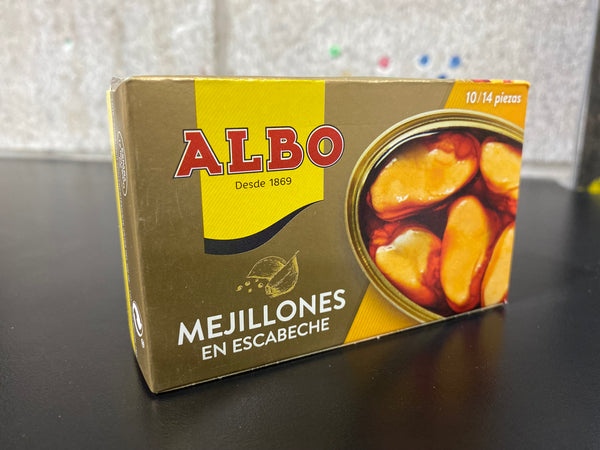 10/14 piezas
ALBO
Desde 1869
MEJILLONES
EN ESCABECHE